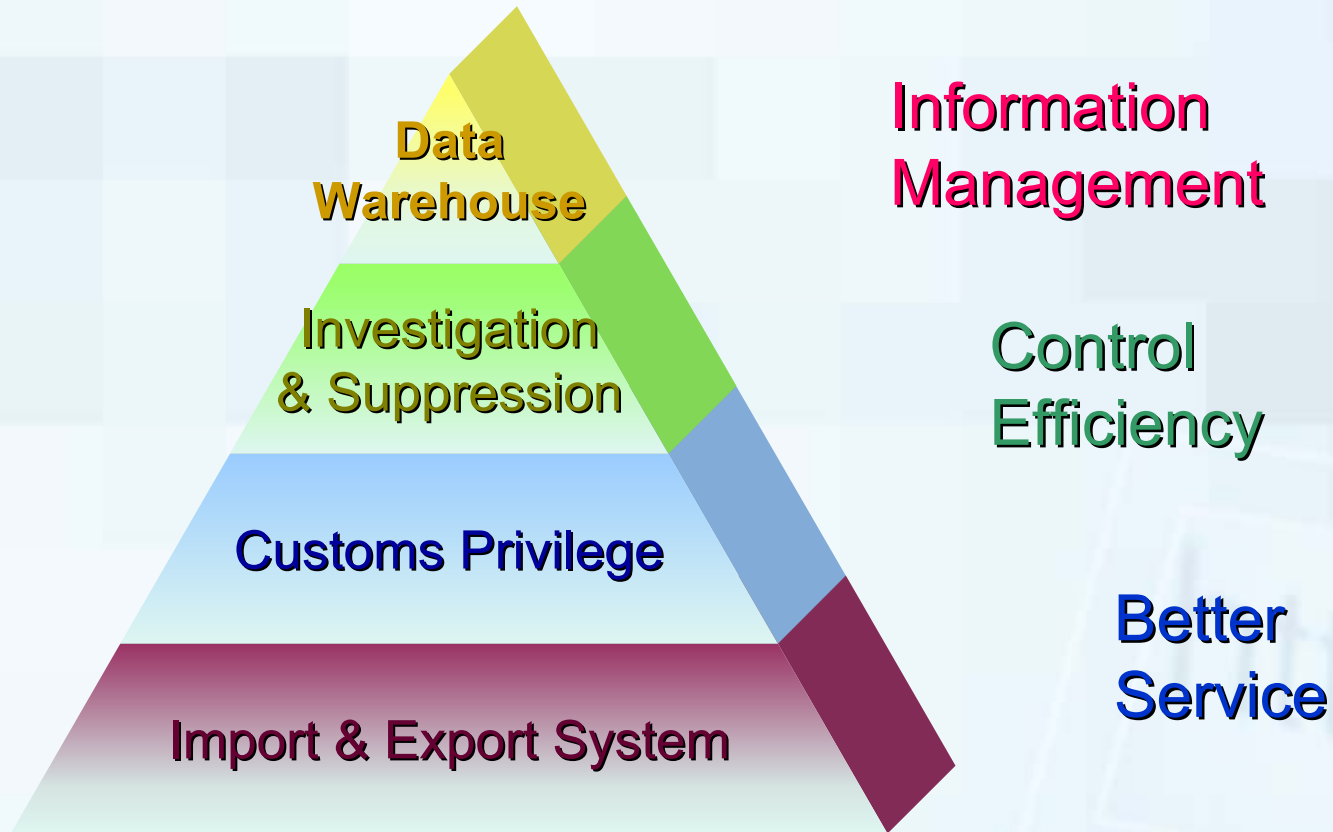 Data
Warehouse
Information
Management
Investigation
& Suppression
Control
Efficiency
Customs Privilege
Better
Service
Import & Export System